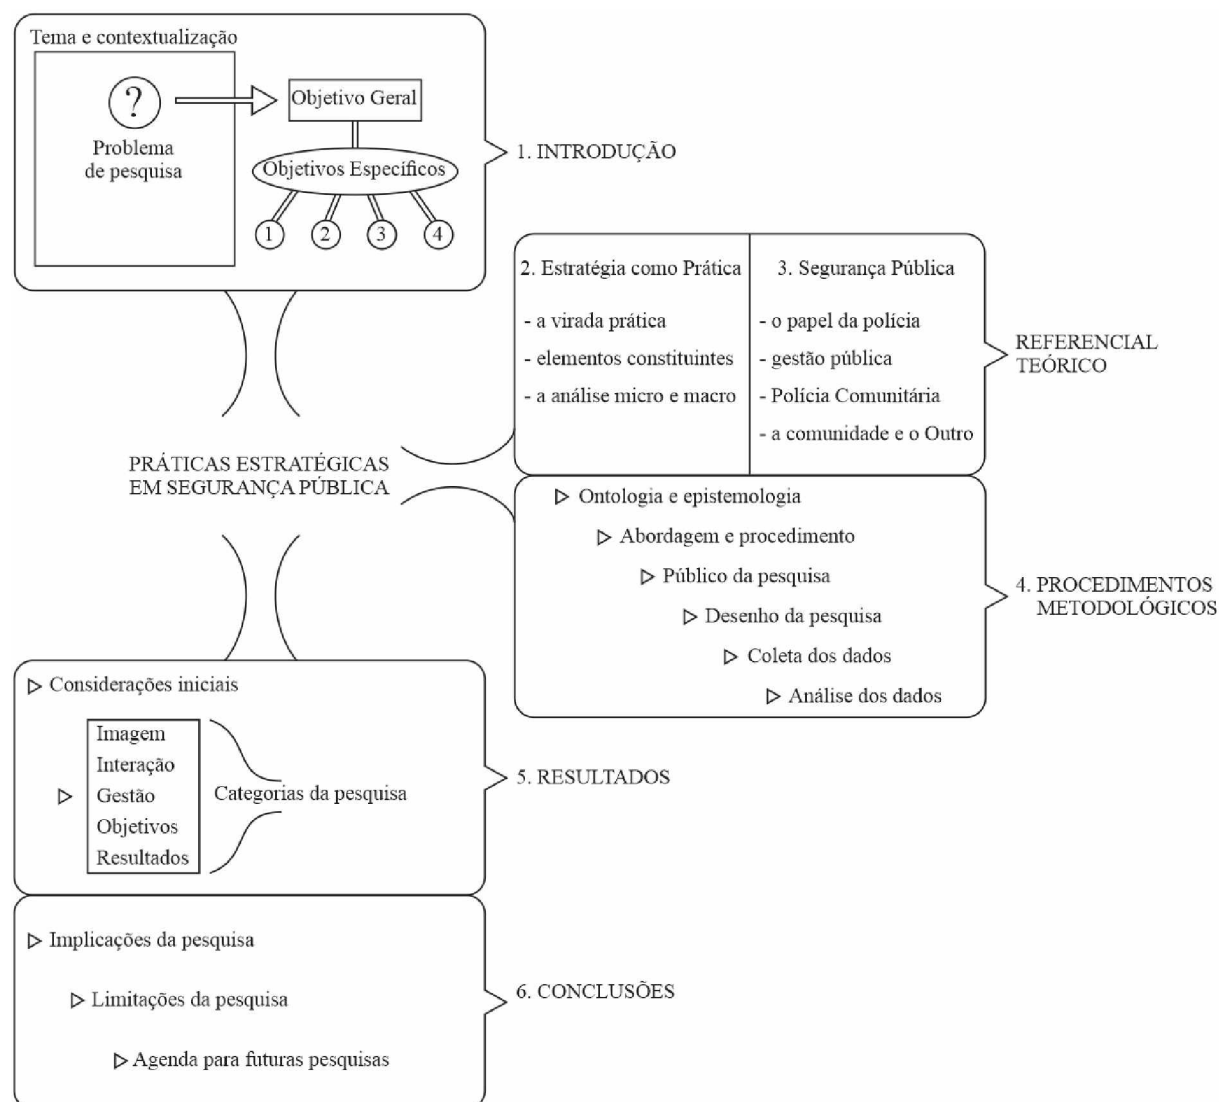 Tema e contextualização
?
Problema
de pesquisa
Objetivo Geral
Objetivos Específicos
1 2 3 4
1. INTRODUÇÃO
2. Estratégia como Prática
- a virada prática
- elementos constituintes
- a análise micro e macro
3. Segurança Pública
- o papel da polícia
- gestão pública
- Polícia Comunitária
- a comunidade e o Outro
REFERENCIAL
TEÓRICO
PRÁTICAS ESTRATÉGICAS
EM SEGURANÇA PÚBLICA
Ontologia e epistemologia
Abordagem e procedimento
Público da pesquisa
Desenho da pesquisa
Coleta dos dados
Análise dos dados
4. PROCEDIMENTOS
METODOLÓGICOS
Considerações iniciais
Imagem
Interação
Gestão
Objetivos
Resultados
Categorias da pesquisa
5. RESULTADOS
Implicações da pesquisa
Limitações da pesquisa
Agenda para futuras pesquisas
6. CONCLUSÕES